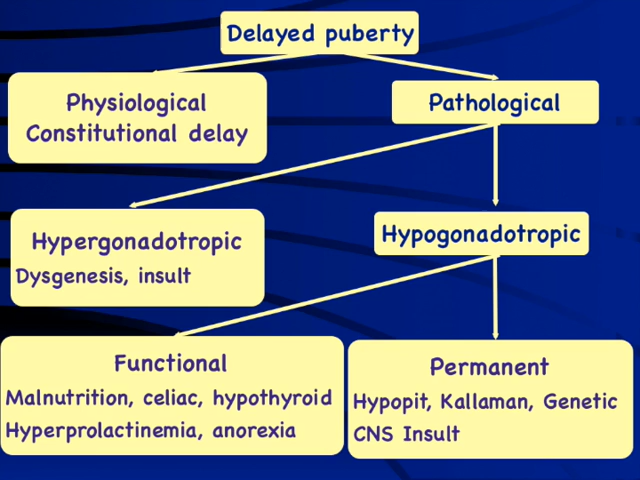 Delayed puberty
Physiological
Constitutional delay
Pathological
Hypergonadotropic
Dysgenesis, insult
Hypogonadotropic
Functional
Malnutrition, celiac, hypothyroid
Hyperprolactinemia, anorexia
Permanent
Hypopit, Kallaman, Genetic
CNS Insult